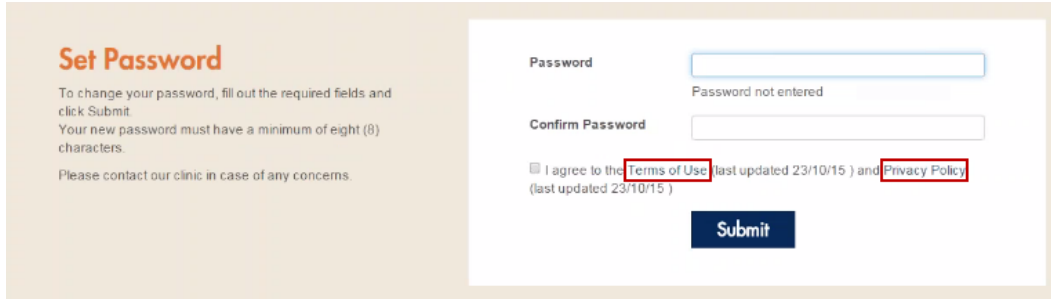 Set Password
To change your password, fill out the required fields and
click Submit.
Your new password must have a minimum of eight (8)
characters.
Please contact our clinic in case of any concerns.
Password
Password not entered
Confirm Password
I agree to the Terms of Use (last updated 23/10/15 ) and Privacy Policy
(last updated 23/10/15 )
Submit